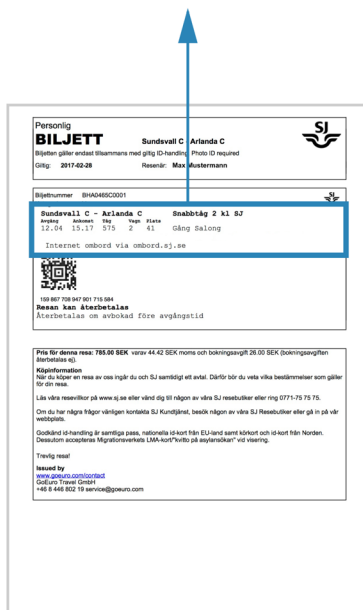 Personlig
BILJETT Sundsvall C - Arlanda C
Biljetten gäller endast tillsammans med giltig ID-handling Photo ID required
Giltig: 2017-02-28 Resenär: Max Mustermann
SJ
Biljettnummer BHA0465C0001
SJ
Sundsvall C - Arlanda C Snabbtåg 2 kl SJ
Avgång Ankomst Tåg Vagn Plats
12.04 15.17 575 2 41 Gång Salong
Internet ombord via ombord.sj.se
159 867 708 947 901 715 584
Resan kan återbetalas
Återbetalas om avbokad före avgångstid
Pris för denna resa: 785.00 SEK varav 44.42 SEK moms och bokningsavgift 26.00 SEK (bokningsavgiften
återbetalas ej).
Köpinformation
När du köper en resa av oss ingår du och SJ samtidigt ett avtal. Därför bör du veta vilka bestämmelser som gäller
för din resa.
Läs våra resevillkor på www.sj.se eller vänd dig till någon av våra SJ resebutiker eller ring 0771-75 75 75.
Om du har några frågor vänligen kontakta SJ Kundtjänst, besök någon av våra SJ Resebutiker eller gå in på vår
webbplats.
Godkänd id-handling är samtliga pass, nationella id-kort från EU-land samt körkort och id-kort från Norden.
Dessutom accepteras Migrationsverkets LMA-kort/"kvitto på asylansökan" vid visering.
Trevlig resa!
Issued by
www.goeuro.com/contact
GoEuro Travel GmbH
+46 8 446 802 19 service@goeuro.com